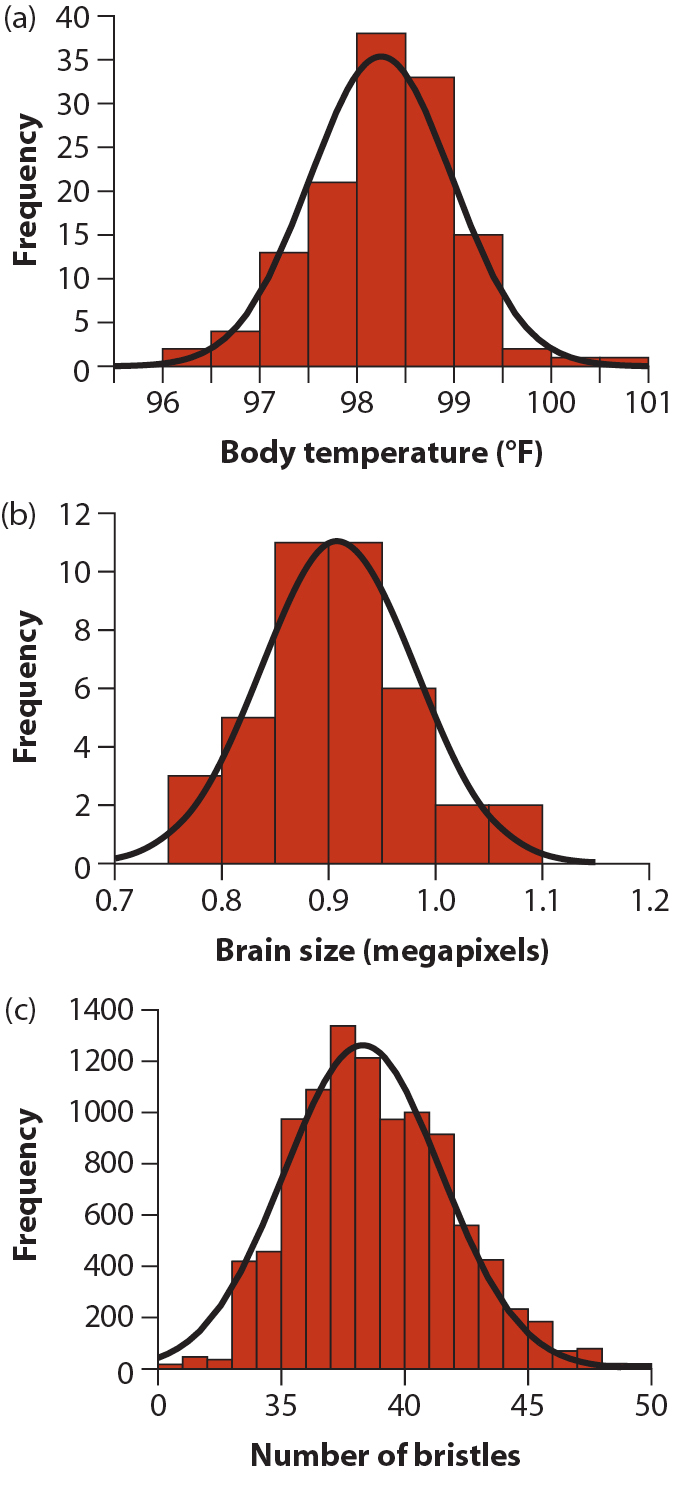 (a)
Frequency
40
35
30
25
20
15
10
5
0
96 97 98 99 100 101
Body temperature (°F)
(b)
Frequency
12
10
8
6
4
2
0
0.7 0.8 0.9 1.0 1.1 1.2
Brain size (megapixels)
(c)
Frequency
1400
1200
1000
800
600
400
200
0
0 35 40 45 50
Number of bristles